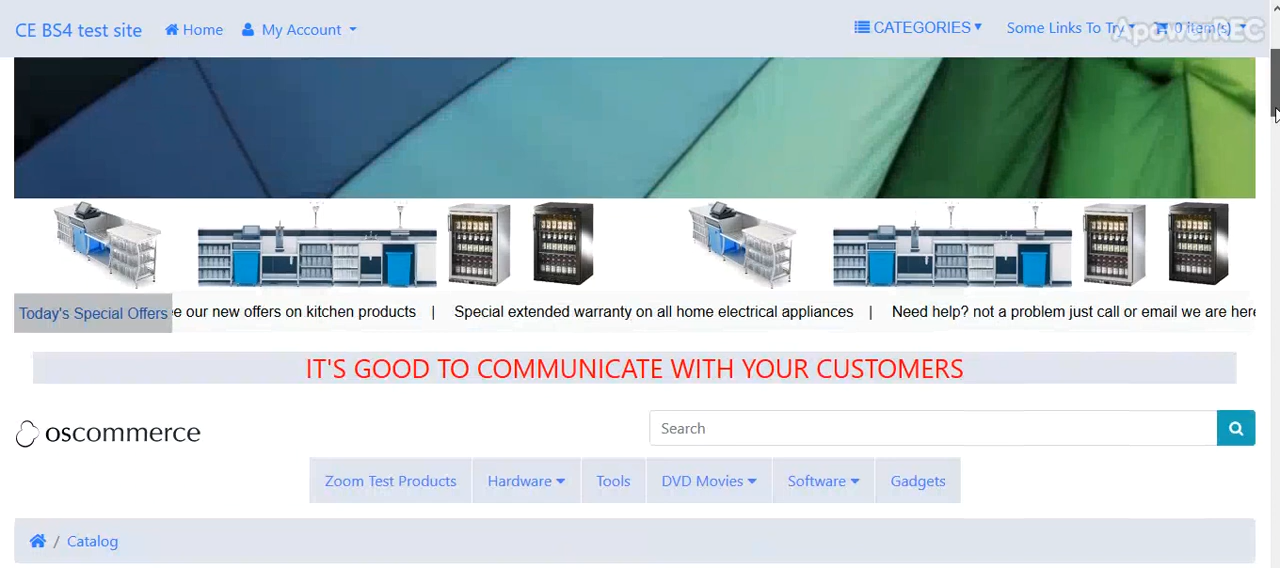 CE BS4 test site Home My Account CATEGORIES Some Links To Try 0 item(s)
ApowerREC
Today's Special Offers e our new offers on kitchen products | Special extended warranty on all home electrical appliances | Need help? not a problem just call or email we are here
IT'S GOOD TO COMMUNICATE WITH YOUR CUSTOMERS
oscommerce
Search
Zoom Test Products Hardware Tools DVD Movies Software Gadgets
/ Catalog